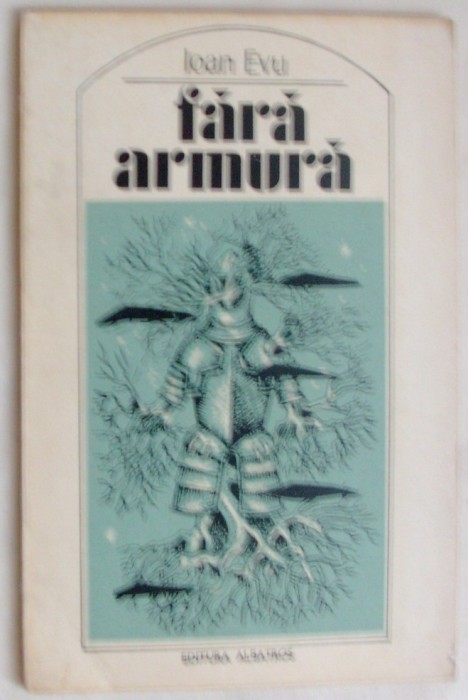 Ioan Evu
fără
armură
EDITURA ALBATROS